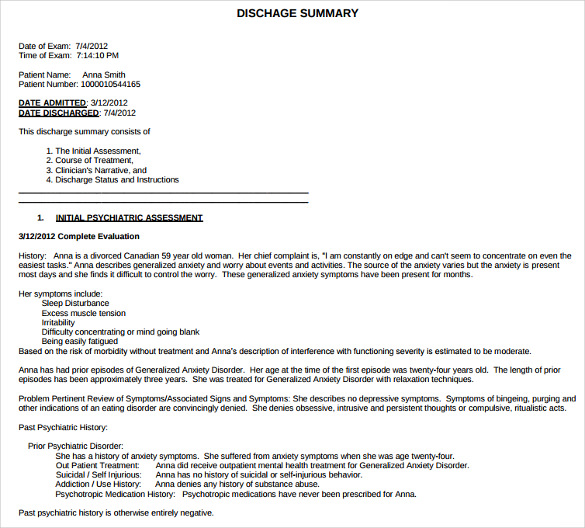 DISCHAGE SUMMARY
Date of Exam: 7/4/2012
Time of Exam: 7:14:10 PM
Patient Name: Anna Smith
Patient Number: 1000010544165
DATE ADMITTED: 3/12/2012
DATE DISCHARGED: 7/4/2012
This discharge summary consists of
1. The Initial Assessment,
2. Course of Treatment,
3. Clinician's Narrative, and
4. Discharge Status and Instructions
1. INITIAL PSYCHIATRIC ASSESSMENT
3/12/2012 Complete Evaluation
History: Anna is a divorced Canadian 59 year old woman. Her chief complaint is, "I am constantly on edge and can't seem to concentrate on even the
easiest tasks." Anna describes generalized anxiety and worry about events and activities. The source of the anxiety varies but the anxiety is present
most days and she finds it difficult to control the worry. These generalized anxiety symptoms have been present for months.
Her symptoms include:
Sleep Disturbance
Excess muscle tension
Irritability
Difficulty concentrating or mind going blank
Being easily fatigued
Based on the risk of morbidity without treatment and Anna's description of interference with functioning severity is estimated to be moderate.
Anna has had prior episodes of Generalized Anxiety Disorder. Her age at the time of the first episode was twenty-four years old. The length of prior
episodes has been approximately three years. She was treated for Generalized Anxiety Disorder with relaxation techniques.
Problem Pertinent Review of Symptoms/Associated Signs and Symptoms: She describes no depressive symptoms. Symptoms of bingeing, purging and
other indications of an eating disorder are convincingly denied. She denies obsessive, intrusive and persistent thoughts or compulsive, ritualistic acts.
Past Psychiatric History:
Prior Psychiatric Disorder:
She has a history of anxiety symptoms. She suffered from anxiety symptoms when she was age twenty-four.
Out Patient Treatment: Anna did receive outpatient mental health treatment for Generalized Anxiety Disorder.
Suicidal / Self Injurious: Anna has no history of suicidal or self-injurious behavior.
Addiction / Use History: Anna denies any history of substance abuse.
Psychotropic Medication History: Psychotropic medications have never been prescribed for Anna.
Past psychiatric history is otherwise entirely negative.